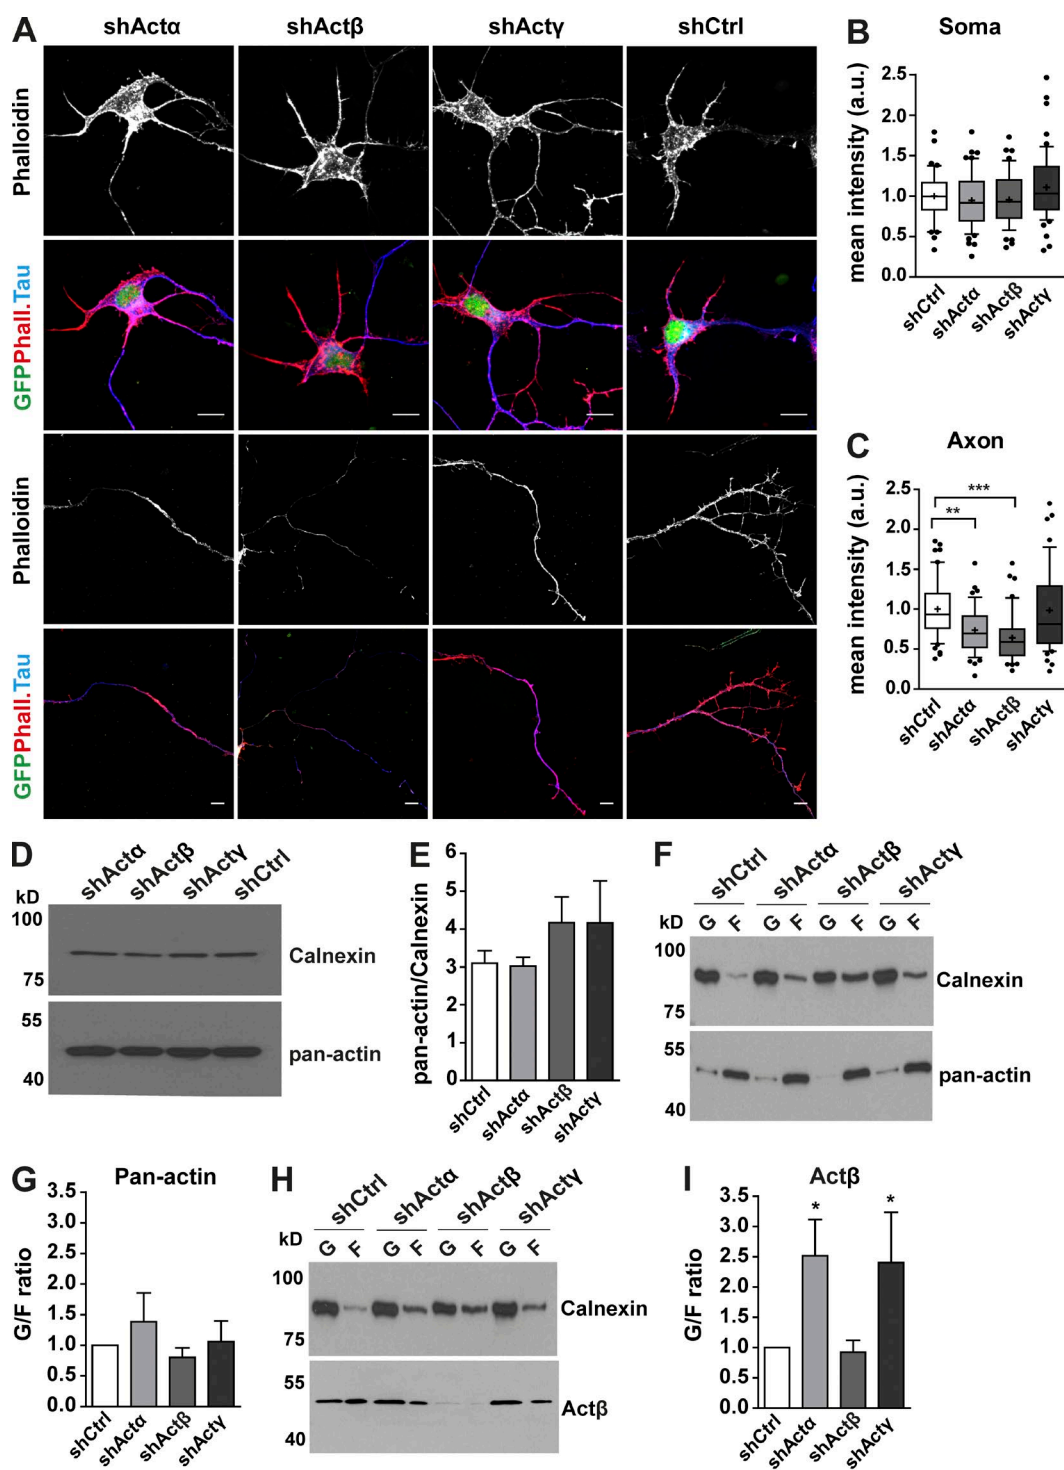 A
shActα
shActβ
shActγ
shCtrl
Phalloidin
GFPPhall.Tau
Phalloidin
GFPPhall.Tau
B
Soma
mean intensity (a.u.)
2.5
2.0
1.5
1.0
0.5
0.0
shCtrl
shActα
shActβ
shActγ
C
Axon
mean intensity (a.u.)
2.5
2.0
1.5
1.0
0.5
0.0
***
**
shCtrl
shActα
shActβ
shActγ
D
shActα
shActβ
shActγ
shCtrl
kD
100
75
Calnexin
55
40
pan-actin
E
pan-actin/Calnexin
6
5
4
3
2
1
0
shCtrl
shActα
shActβ
shActγ
F
shCtrl
shActα
shActβ
shActγ
kD
G F G F G F G F
100
75
Calnexin
55
40
pan-actin
G
Pan-actin
G/F ratio
3.5
3.0
2.5
2.0
1.5
1.0
0.5
0.0
shCtrl
shActα
shActβ
shActγ
H
shCtrl
shActα
shActβ
shActγ
kD
G F G F G F G F
100
75
Calnexin
55
40
Actβ
I
Actβ
G/F ratio
3.5
3.0
2.5
2.0
1.5
1.0
0.5
0.0
*
*
shCtrl
shActα
shActβ
shActγ